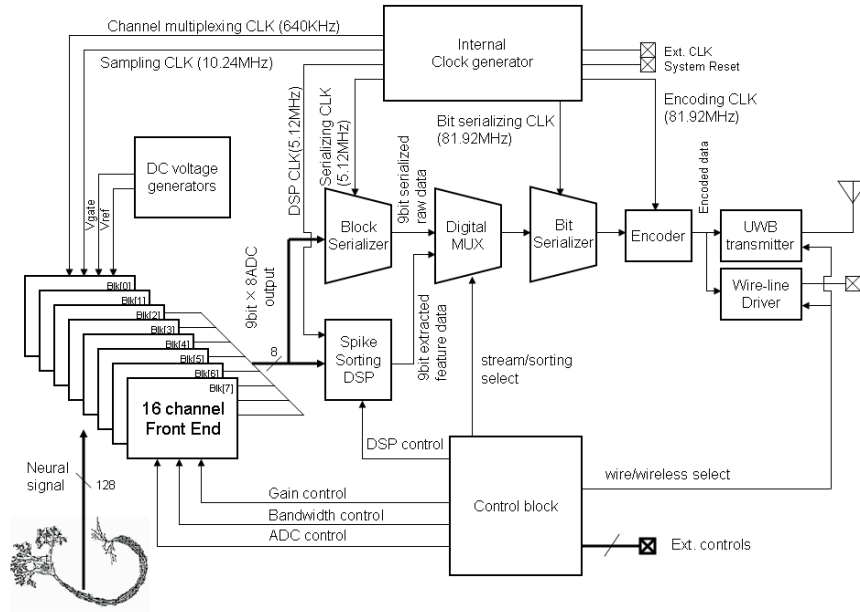 Channel multiplexing CLK (640KHz)
Sampling CLK (10.24MHz)
Internal
Clock generator
Ext. CLK
System Reset
DSP CLK(5.12MHz)
Serializing CLK
(5.12MHz)
Bit serializing CLK
(81.92MHz)
Encoding CLK
(81.92MHz)
DC voltage
generators
Vgate
Vref
9bit serialized
raw data
Encoded data
Block
Serializer
Digital
MUX
Bit
Serializer
Encoder
UWB
transmitter
Wire-line
Driver
9bit × 8ADC
output
8
Spike
Sorting
DSP
9bit extracted
feature data
stream/sorting
select
Blk[0]
Blk[1]
Blk[2]
Blk[3]
Blk[4]
Blk[5]
Blk[6]
Blk[7]
16 channel
Front End
DSP control
Neural
signal
128
Gain control
Bandwidth control
ADC control
Control block
wire/wireless select
Ext. controls